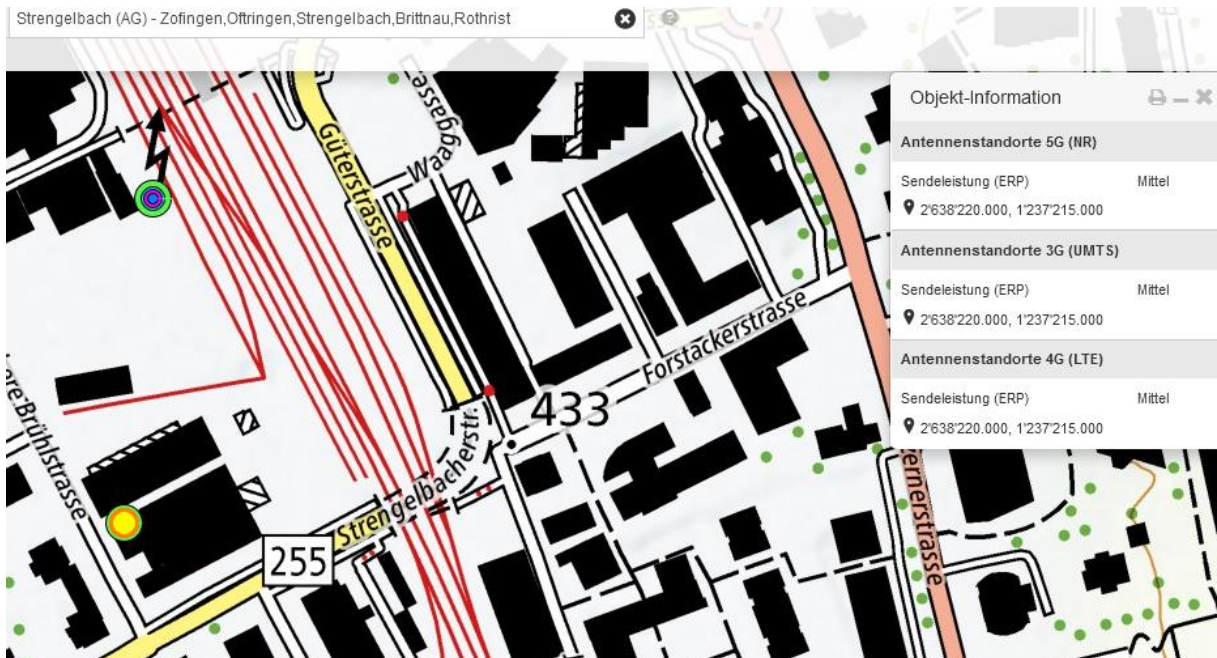 Strengelbach (AG) - Zofingen,Oftringen,Strengelbach,Brittnau,Rothrist
Objekt-Information
Antennenstandorte 5G (NR)
Sendeleistung (ERP) Mittel
2'638'220.000, 1'237'215.000
Antennenstandorte 3G (UMTS)
Sendeleistung (ERP) Mittel
2'638'220.000, 1'237'215.000
Antennenstandorte 4G (LTE)
Sendeleistung (ERP) Mittel
2'638'220.000, 1'237'215.000
Güterstrasse
Waaggasse
Forstackerstrasse
433
are Brühlstrasse
Strengelbacherstr.
255
zernerstrasse